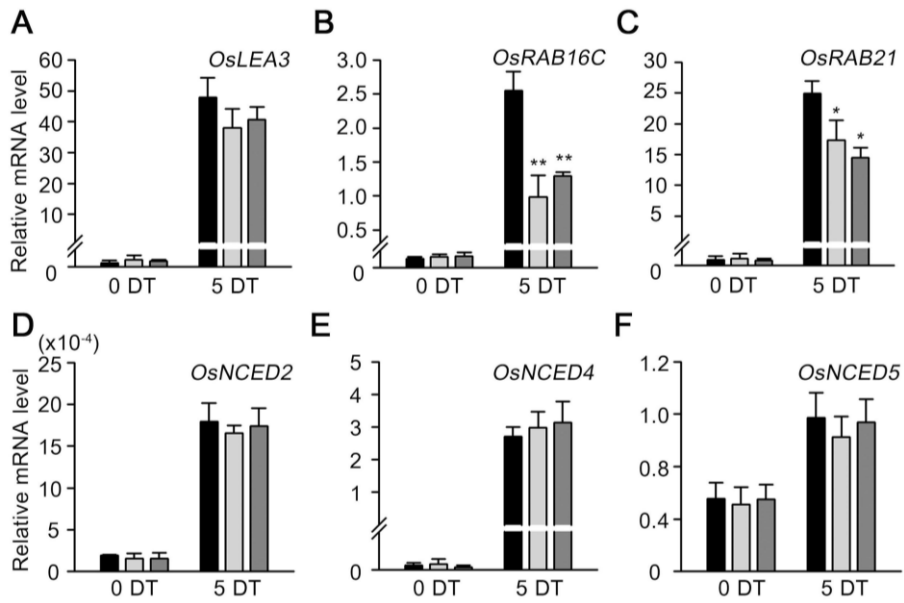 A
B
C
Relative mRNA level
OsLEA3
60
50
40
30
20
10
0
0 DT
5 DT
OsRAB16C
3.0
2.5
2.0
1.5
1.0
0.5
0
**
**
0 DT
5 DT
OsRAB21
30
25
20
15
10
5
0
*
*
0 DT
5 DT
D
E
F
(x10-4)
Relative mRNA level
OsNCED2
25
20
15
10
5
0
0 DT
5 DT
OsNCED4
5
4
3
2
1
0
0 DT
5 DT
OsNCED5
1.2
1.0
0.8
0.4
0
0 DT
5 DT